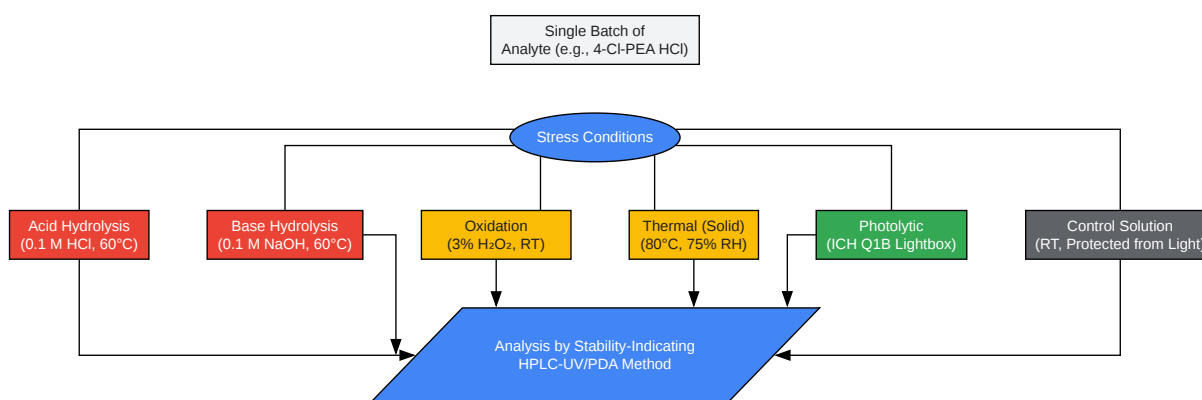 Single Batch of
Analyte (e.g., 4-Cl-PEA HCl)
Stress Conditions
Acid Hydrolysis
(0.1 M HCl, 60°C)
Base Hydrolysis
(0.1 M NaOH, 60°C)
Oxidation
(3% H₂O₂, RT)
Thermal (Solid)
(80°C, 75% RH)
Photolytic
(ICH Q1B Lightbox)
Control Solution
(RT, Protected from Light)
Analysis by Stability-Indicating
HPLC-UV/PDA Method